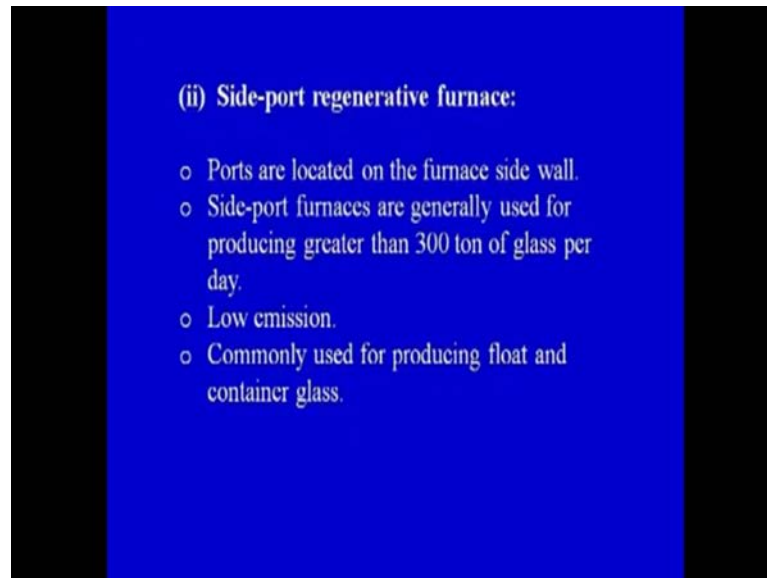 (ii) Side-port regenerative furnace:
o Ports are located on the furnace side wall.
o Side-port furnaces are generally used for
producing greater than 300 ton of glass per
day.
o Low emission.
o Commonly used for producing float and
container glass.